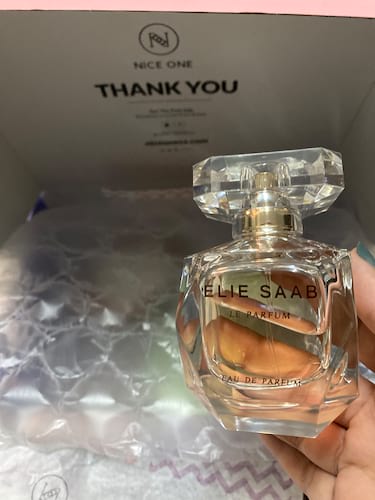 NICE ONE
THANK YOU
ELIE SAAB
LE PARFUM
EAU DE PARFUM